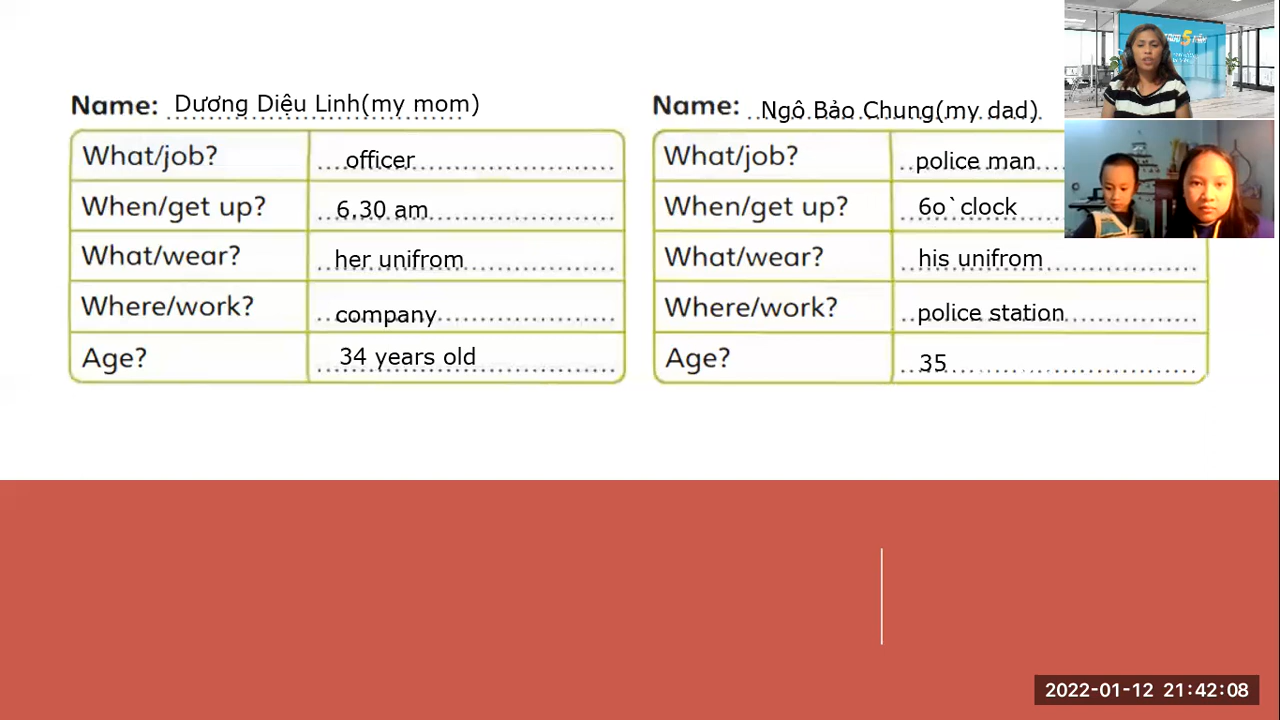 Name: Dương Diệu Linh(my mom)
What/job? officer
When/get up? 6.30 am
What/wear? her unifrom
Where/work? company
Age? 34 years old
Name: Ngô Bảo Chung(my dad)
What/job? police man
When/get up? 6o`clock
What/wear? his unifrom
Where/work? police station
Age? 35
2022-01-12 21:42:08